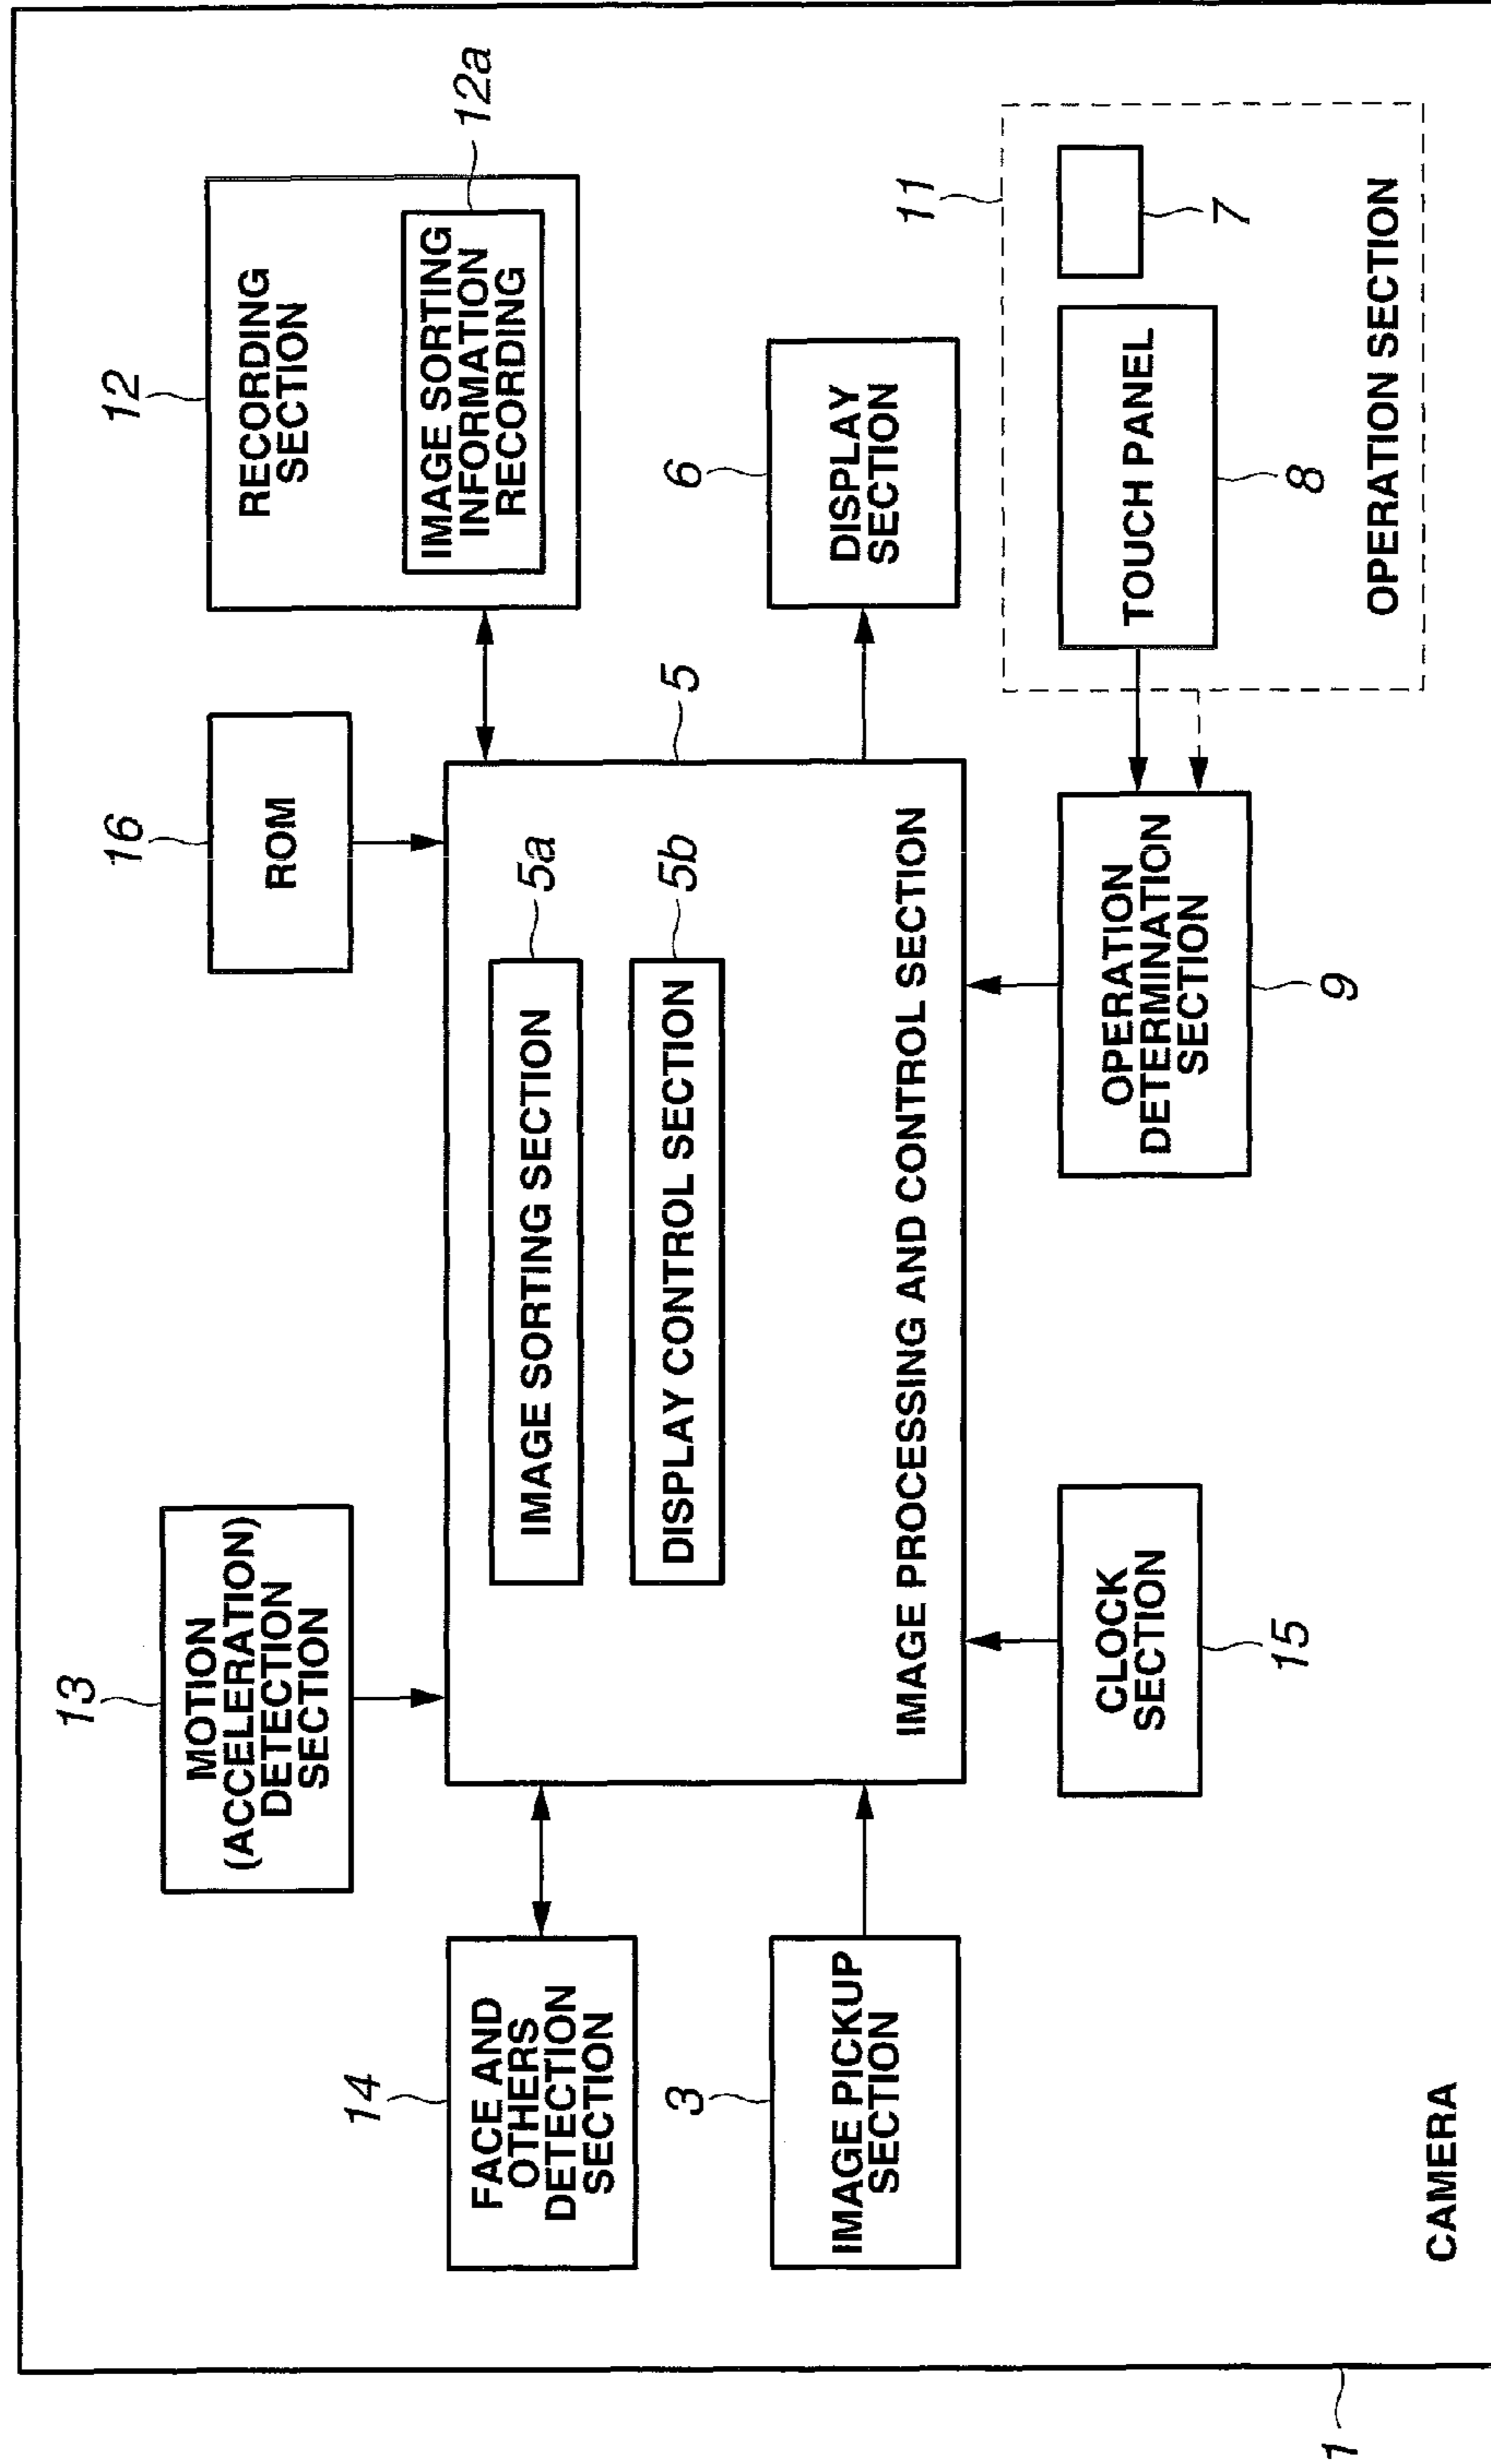 13
MOTION
(ACCELERATION)
DETECTION
SECTION
16
ROM
12
RECORDING
SECTION
12a
IMAGE SORTING
INFORMATION
RECORDING
14
FACE AND
OTHERS
DETECTION
SECTION
5
5a
IMAGE SORTING SECTION
5b
DISPLAY CONTROL SECTION
IMAGE PROCESSING AND CONTROL SECTION
3
IMAGE PICKUP
SECTION
6
DISPLAY
SECTION
CLOCK
SECTION
15
OPERATION
DETERMINATION
SECTION
9
11
TOUCH PANEL
8
7
OPERATION SECTION
CAMERA
1